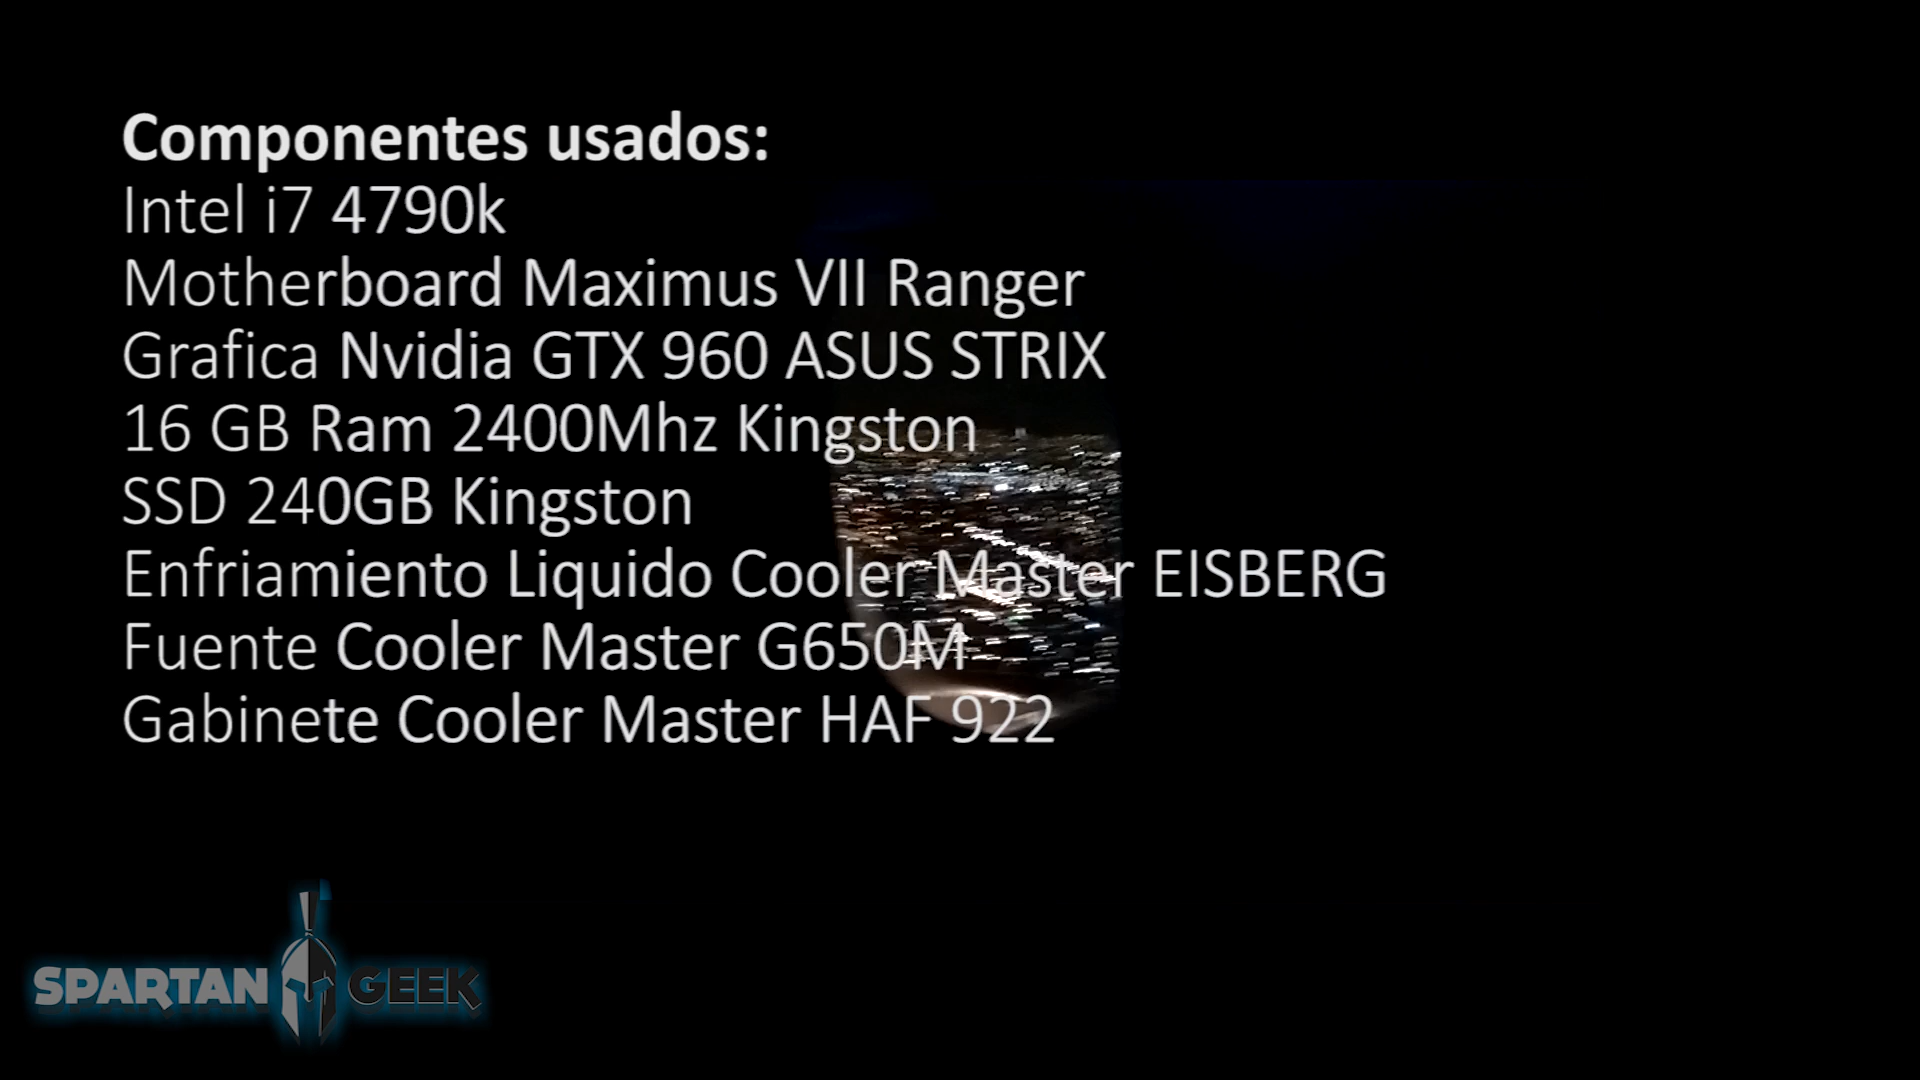 Componentes usados:
Intel i7 4790k
Motherboard Maximus VII Ranger
Grafica Nvidia GTX 960 ASUS STRIX
16 GB Ram 2400Mhz Kingston
SSD 240GB Kingston
Enfriamiento Liquido Cooler Master EISBERG
Fuente Cooler Master G650M
Gabinete Cooler Master HAF 922
SPARTAN GEEK